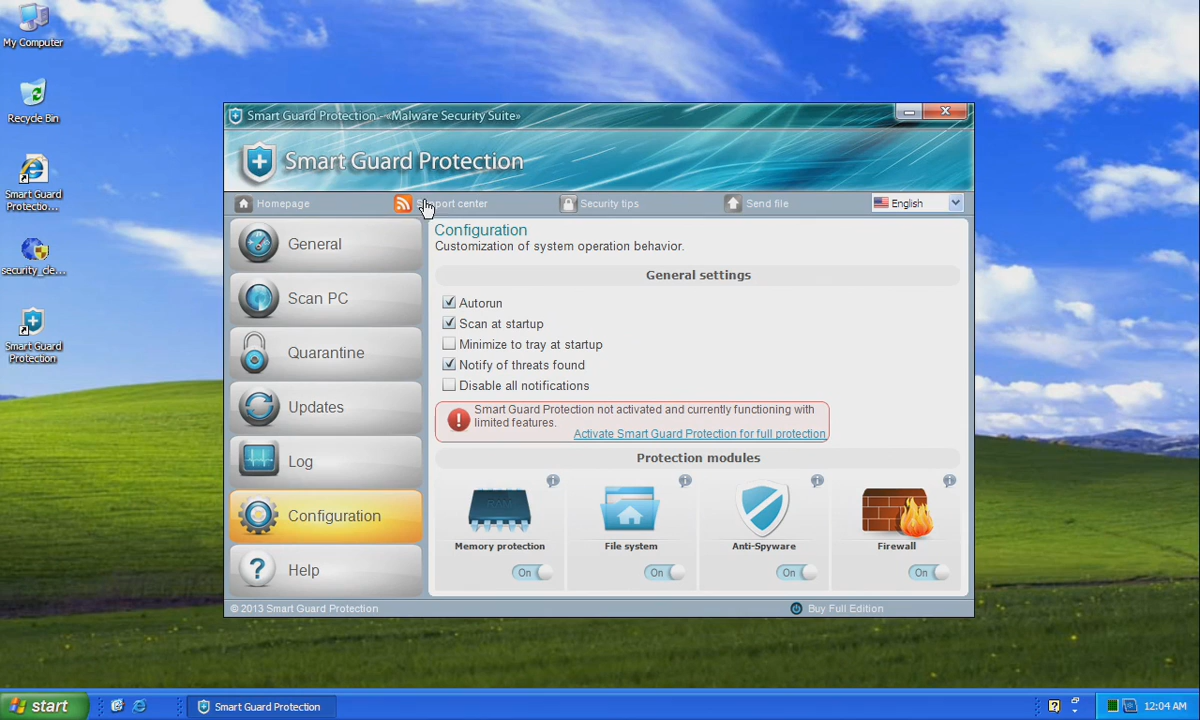 My Computer
Recycle Bin
Smart Guard
Protectio...
security_cle...
Smart Guard
Protection
Smart Guard Protection - «Malware Security Suite»
Smart Guard Protection
Homepage
Support center
Security tips
Send file
English
General
Scan PC
Quarantine
Updates
Log
Configuration
Help
Configuration
Customization of system operation behavior.
General settings
Autorun
Scan at startup
Minimize to tray at startup
Notify of threats found
Disable all notifications
Smart Guard Protection not activated and currently functioning with
limited features.
Activate Smart Guard Protection for full protection.
Protection modules
Memory protection
File system
Anti-Spyware
Firewall
On
On
On
On
© 2013 Smart Guard Protection
Buy Full Edition
start
Smart Guard Protection
12:04 AM